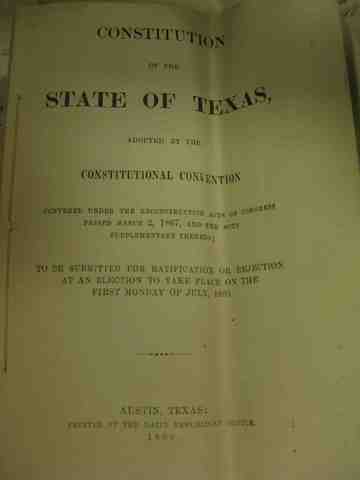 CONSTITUTION
OF THE
STATE OF TEXAS,
ADOPTED BY THE
CONSTITUTIONAL CONVENTION
CONVENED UNDER THE RECONSTRUCTION ACTS OF CONGRESS
PASSED MARCH 2, 1867, AND THE ACTS
SUPPLEMENTARY THERETO;
TO BE SUBMITTED FOR RATIFICATION OR REJECTION
AT AN ELECTION TO TAKE PLACE ON THE
FIRST MONDAY OF JULY, 1869.
AUSTIN, TEXAS:
PRINTED AT THE DAILY REPUBLICAN OFFICE.